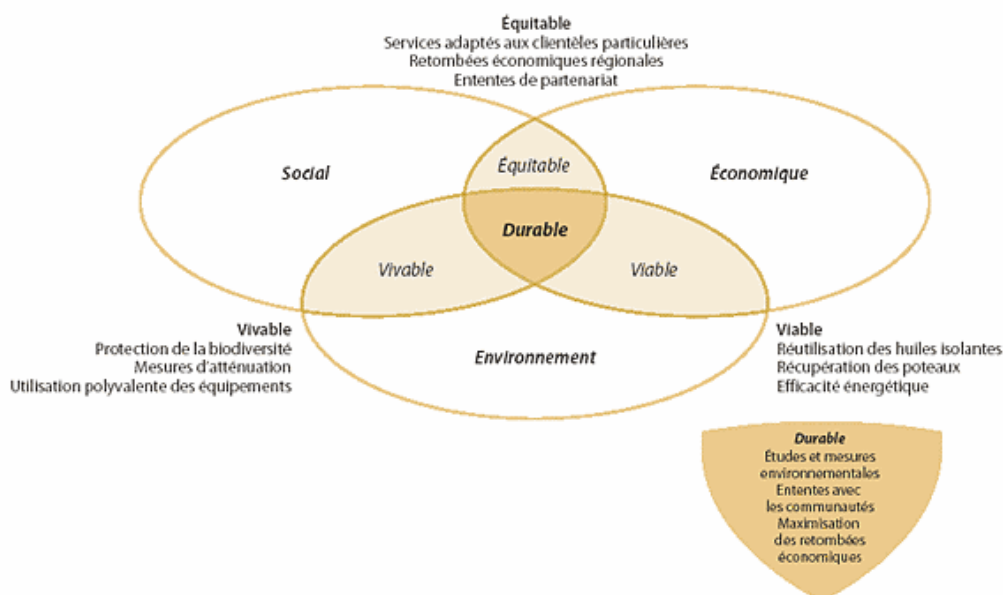 Équitable
Services adaptés aux clientèles particulières
Retombées économiques régionales
Ententes de partenariat
Social
Équitable
Économique
Durable
Vivable
Viable
Environnement
Vivable
Protection de la biodiversité
Mesures d'atténuation
Utilisation polyvalente des équipements
Viable
Réutilisation des huiles isolantes
Récupération des poteaux
Efficacité énergétique
Durable
Études et mesures
environnementales
Ententes avec
les communautés
Maximisation
des retombées
économiques